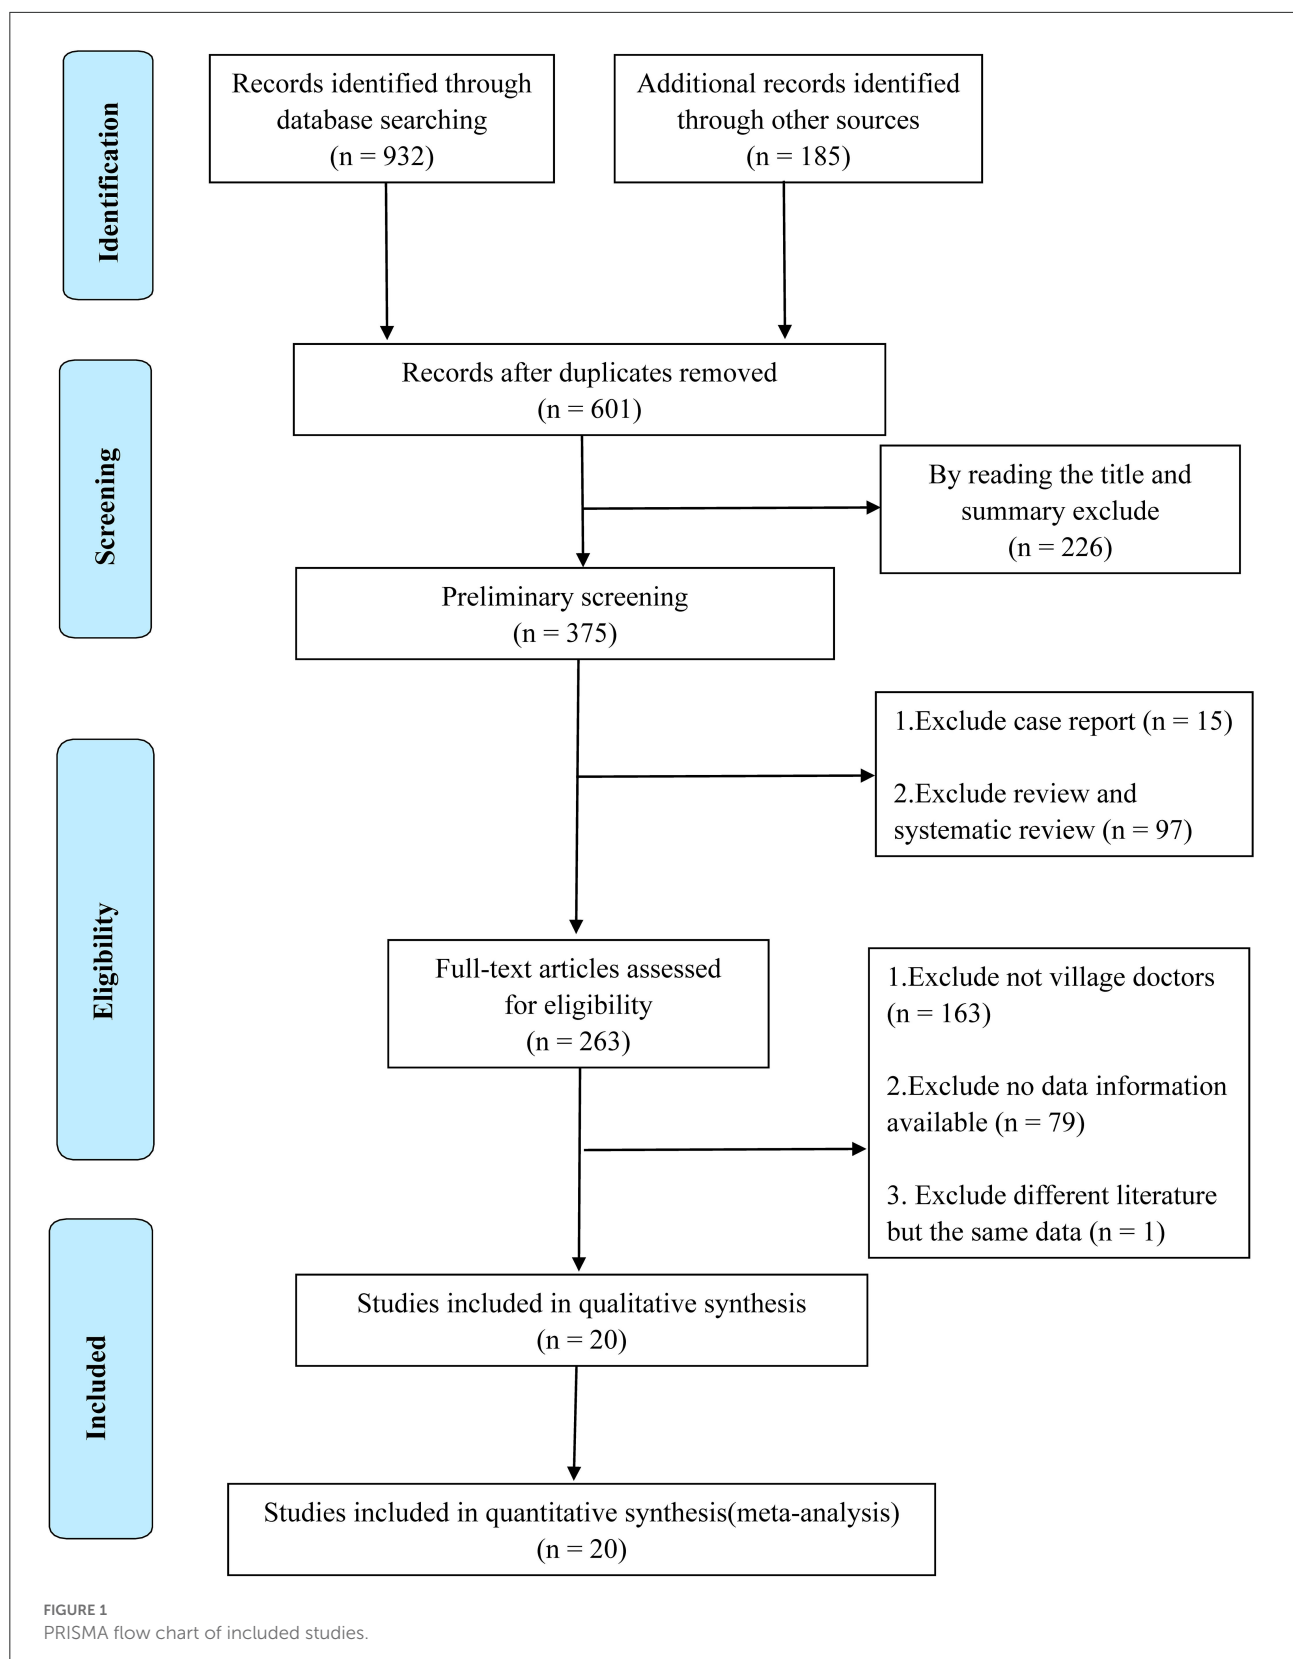 Identification
Records identified through
database searching
(n = 932)
Additional records identified
through other sources
(n = 185)
Records after duplicates removed
(n = 601)
Screening
By reading the title and
summary exclude
(n = 226)
Preliminary screening
(n = 375)
Eligibility
1.Exclude case report (n = 15)
2.Exclude review and
systematic review (n = 97)
Full-text articles assessed
for eligibility
(n = 263)
1.Exclude not village doctors
(n = 163)
2.Exclude no data information
available (n = 79)
3. Exclude different literature
but the same data (n = 1)
Included
Studies included in qualitative synthesis
(n = 20)
Studies included in quantitative synthesis(meta-analysis)
(n = 20)
FIGURE 1
PRISMA flow chart of included studies.